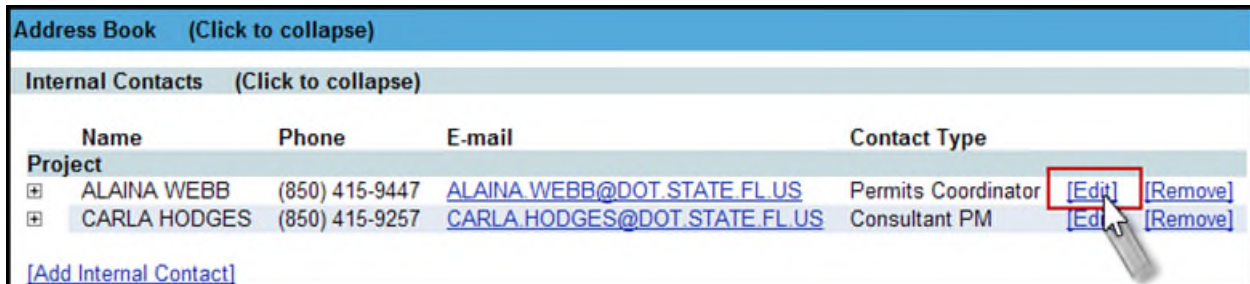 Address Book (Click to collapse)
Internal Contacts (Click to collapse)
Name Phone E-mail Contact Type
Project
ALAINA WEBB (850) 415-9447 ALAINA.WEBB@DOT.STATE.FL.US Permits Coordinator [Edit] [Remove]
CARLA HODGES (850) 415-9257 CARLA.HODGES@DOT.STATE.FL.US Consultant PM [Edit] [Remove]
[Add Internal Contact]